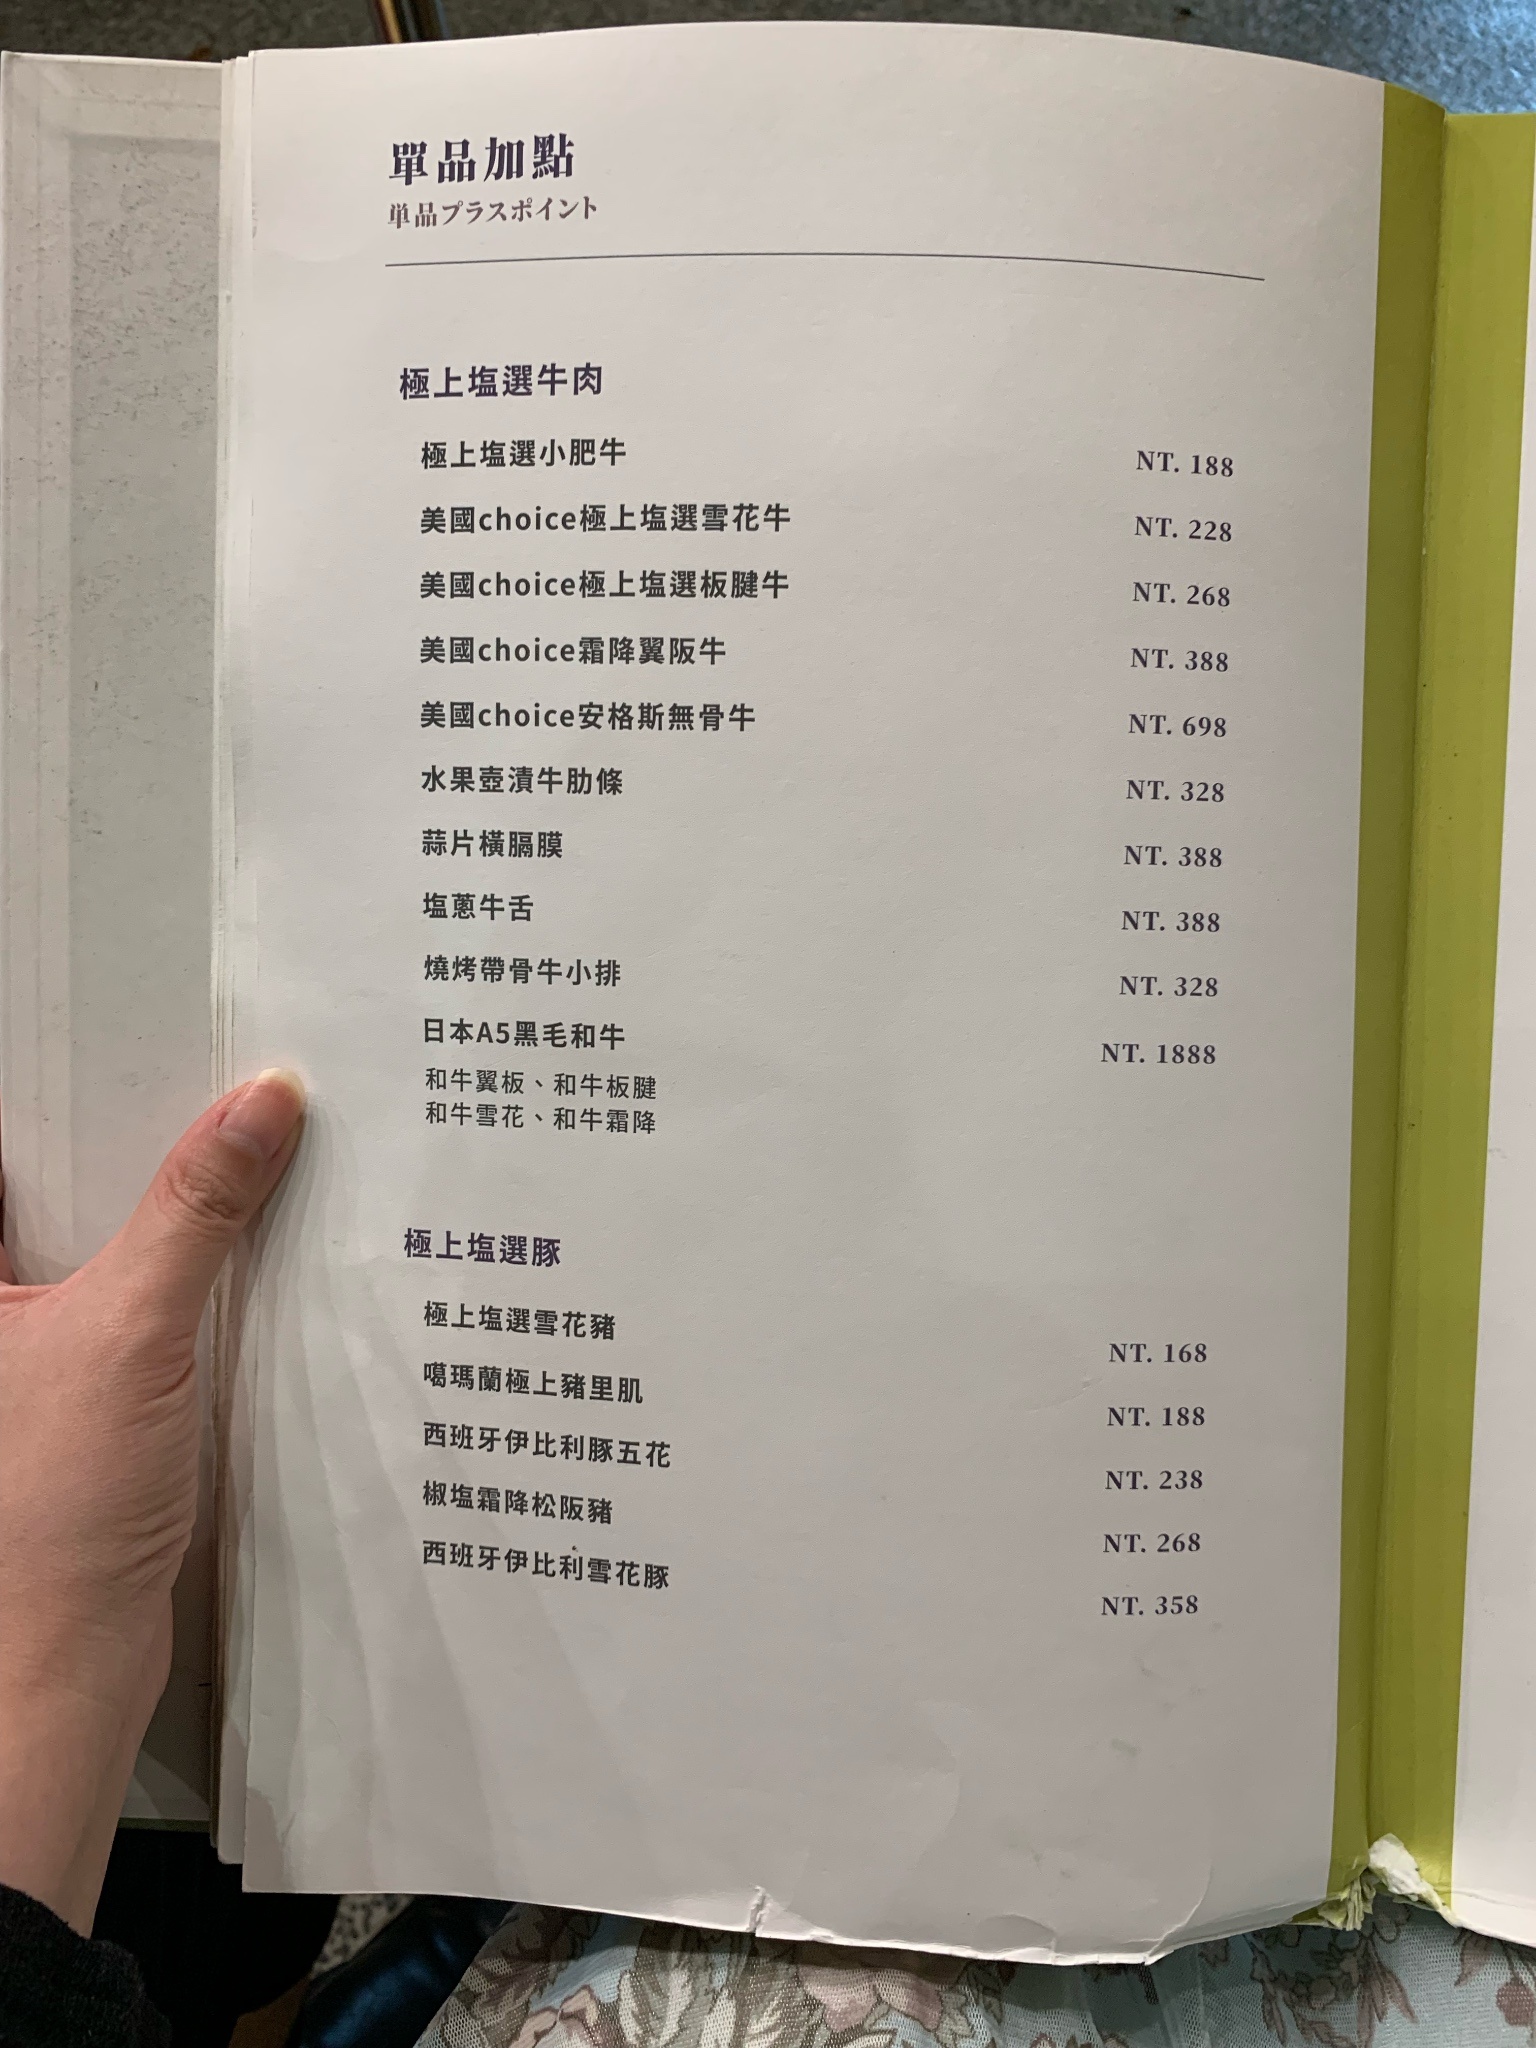 單品加點
単品プラスポイント
極上塩選牛肉
極上塩選小肥牛 NT. 188
美國choice極上塩選雪花牛 NT. 228
美國choice極上塩選板腱牛 NT. 268
美國choice霜降翼阪牛 NT. 388
美國choice安格斯無骨牛 NT. 698
水果壺漬牛肋條 NT. 328
蒜片橫膈膜 NT. 388
塩蔥牛舌 NT. 388
燒烤帶骨牛小排 NT. 328
日本A5黑毛和牛 NT. 1888
和牛翼板、和牛板腱
和牛雪花、和牛霜降
極上塩選豚
極上塩選雪花豬 NT. 168
噶瑪蘭極上豬里肌 NT. 188
西班牙伊比利豚五花 NT. 238
椒塩霜降松阪豬 NT. 268
西班牙伊比利雪花豚 NT. 358